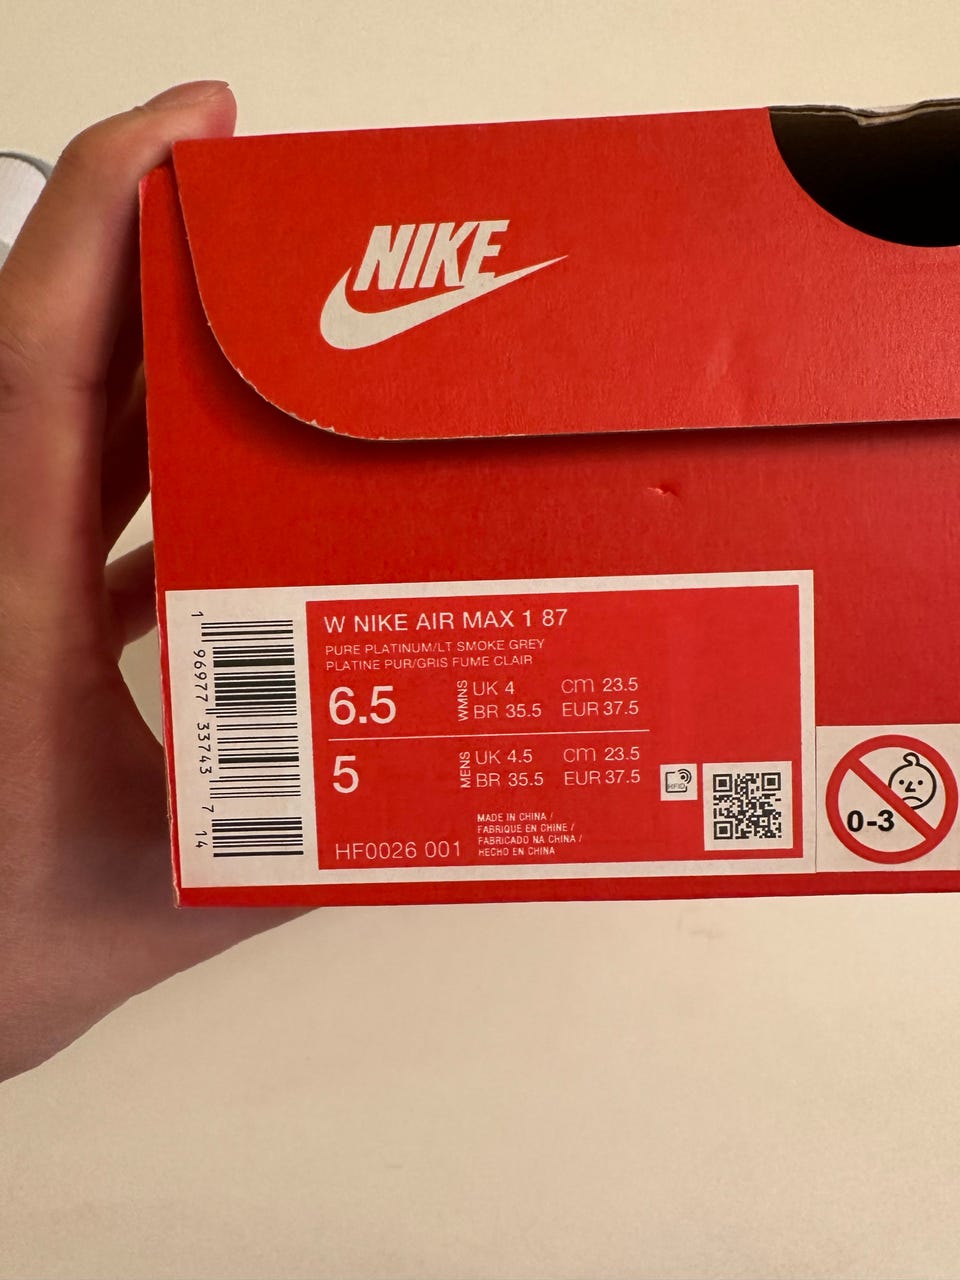 NIKE
W NIKE AIR MAX 1 87
PURE PLATINUM/LT SMOKE GREY
PLATINE PUR/GRIS FUME CLAIR
6.5 WMNS UK 4 cm 23.5
BR 35.5 EUR 37.5
5 MENS UK 4.5 cm 23.5
BR 35.5 EUR 37.5
MADE IN CHINA /
FABRIQUE EN CHINE /
FABRICADO NA CHINA /
HECHO EN CHINA
HF0026 001
RFID
1 96977 33743 7 14
0-3